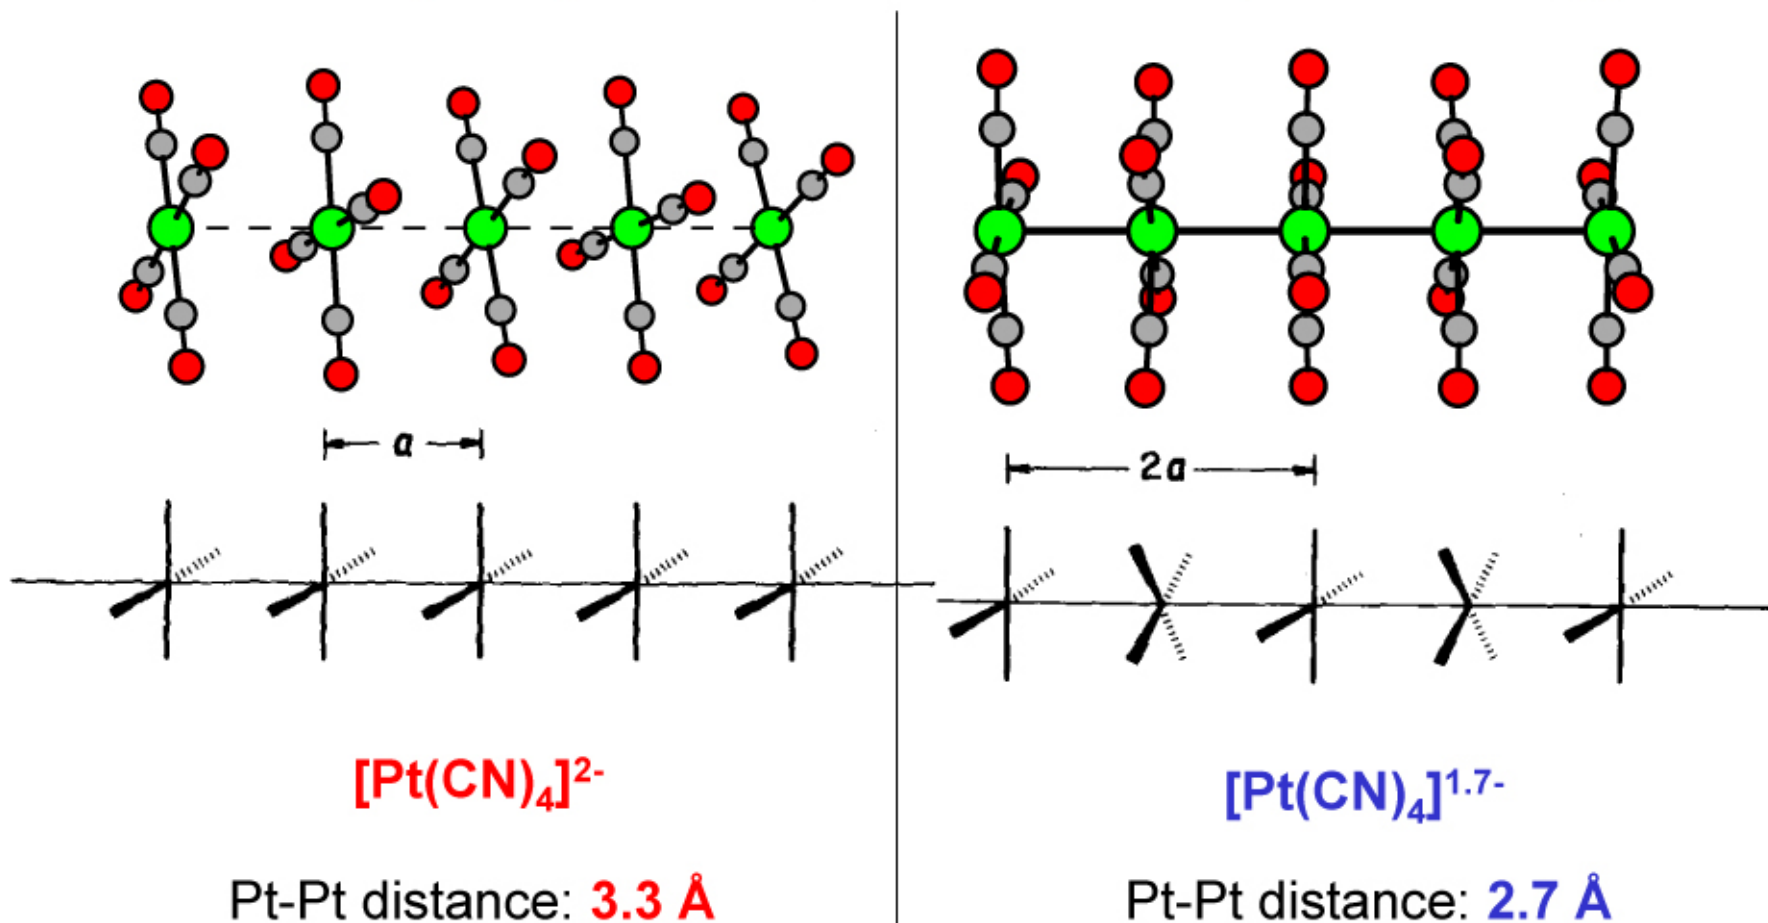 a
2a
[Pt(CN)₄]²⁻
[Pt(CN)₄]¹·⁷⁻
Pt-Pt distance: 3.3 Å
Pt-Pt distance: 2.7 Å